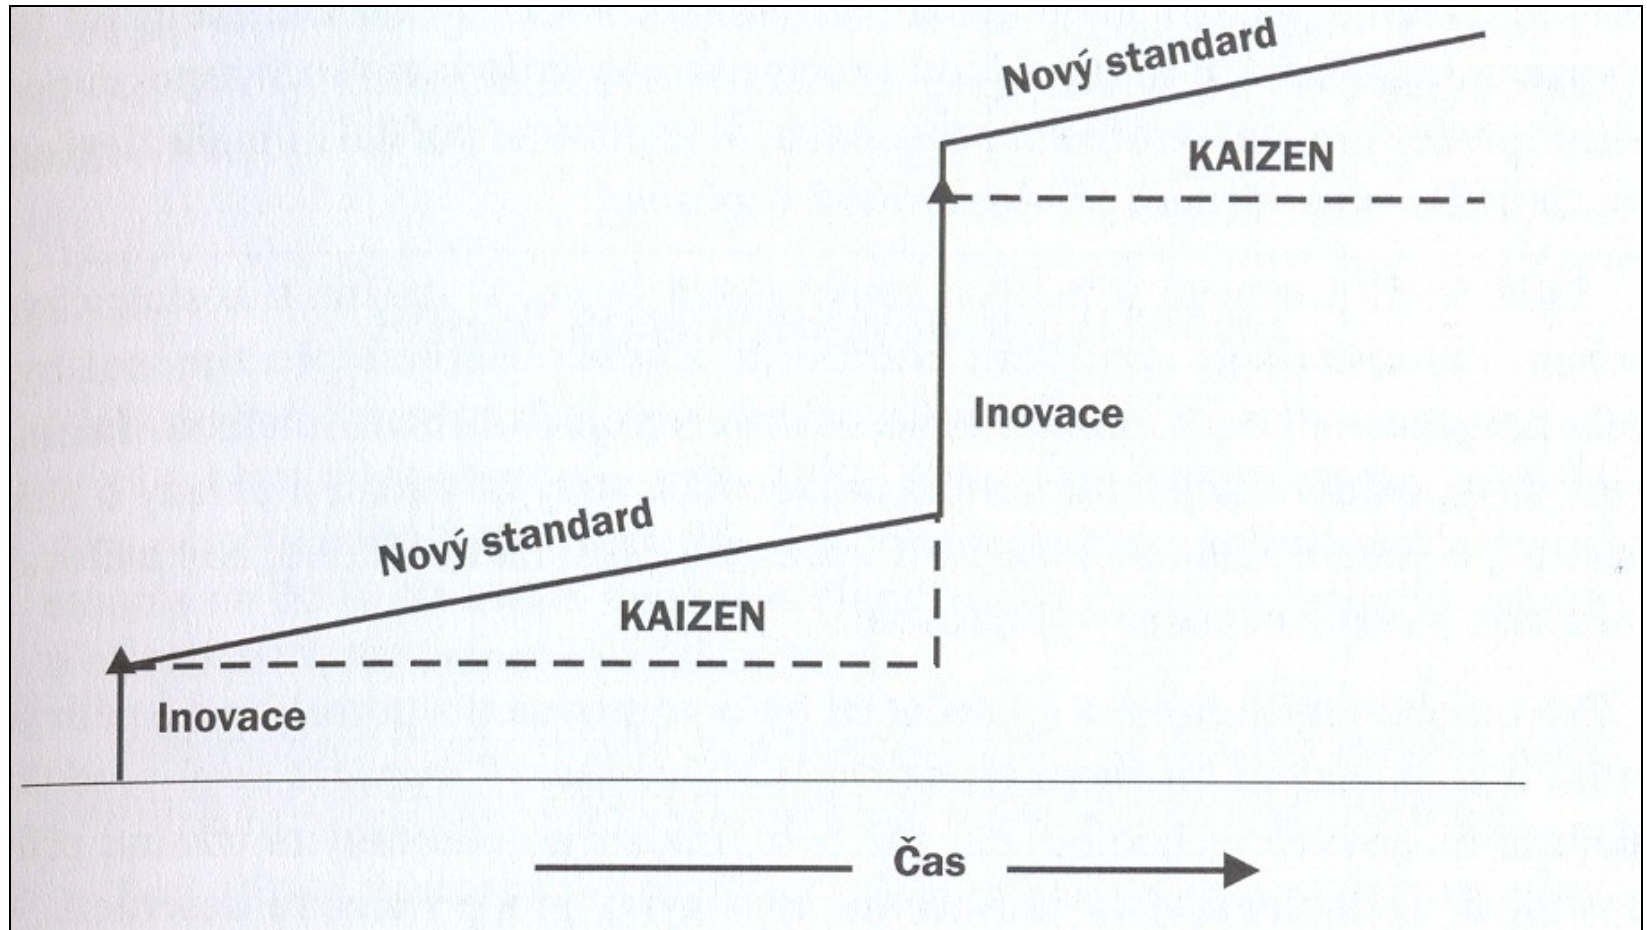 Nový standard
KAIZEN
Inovace
Nový standard
KAIZEN
Inovace
Čas